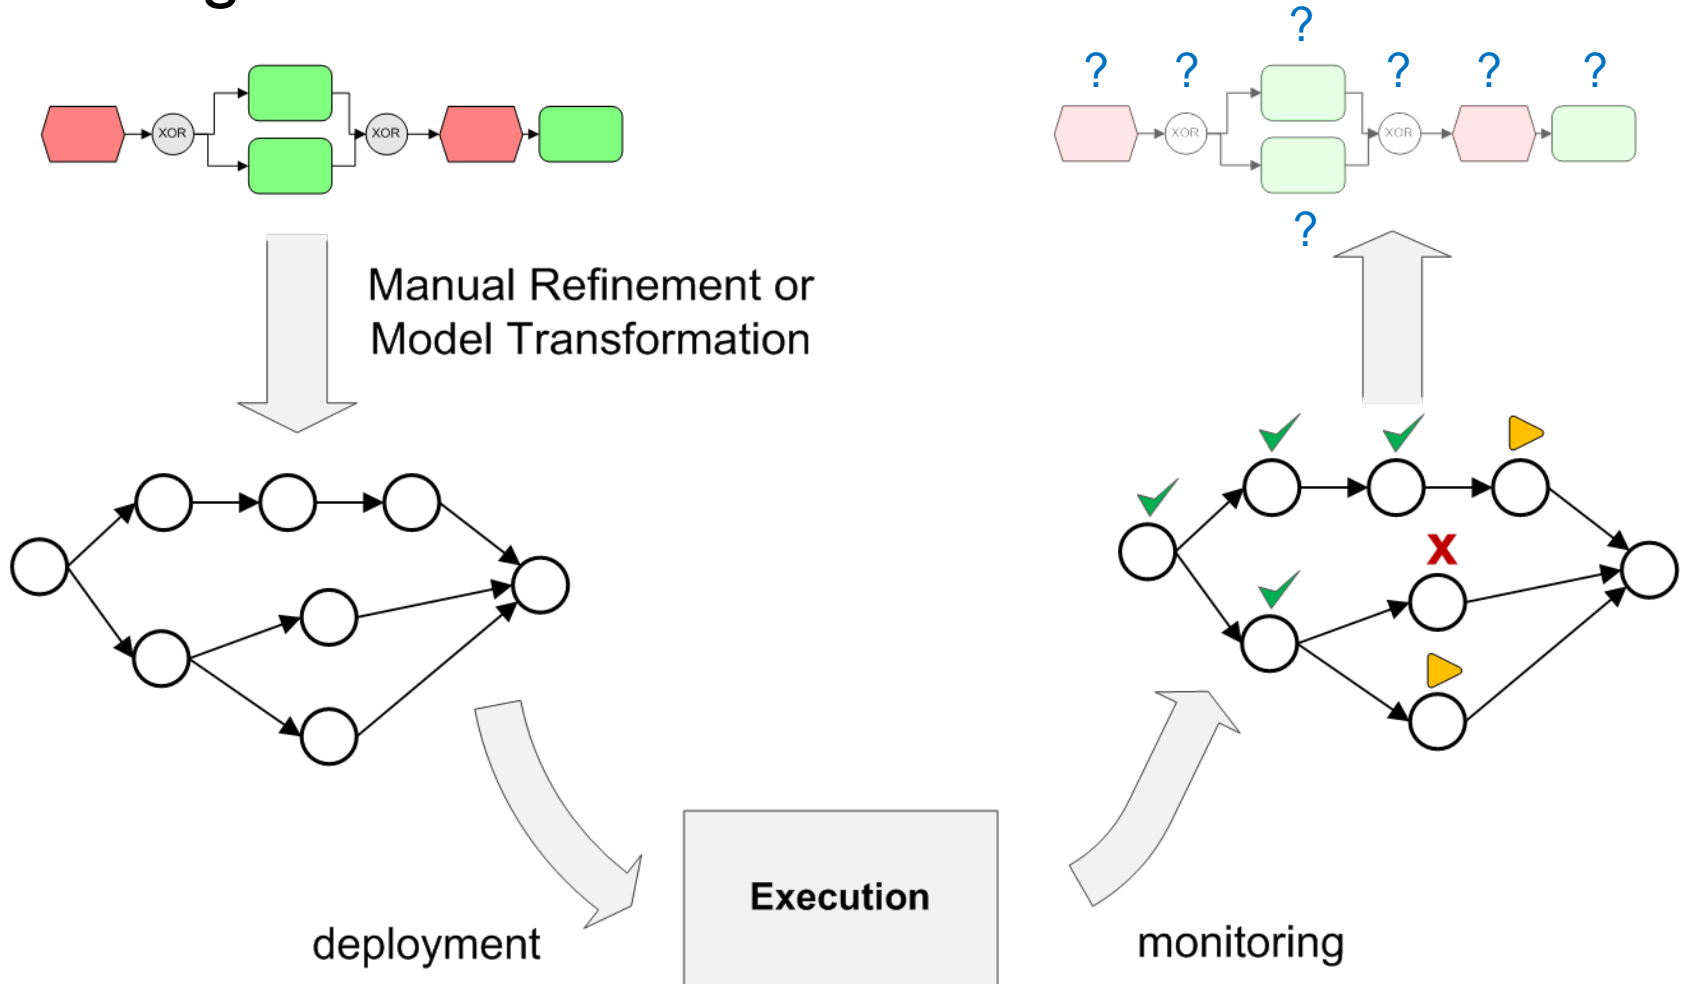 g
? ? ? ? ? ?
XOR XOR
XOR XOR
?
Manual Refinement or
Model Transformation
X
Execution
deployment
monitoring